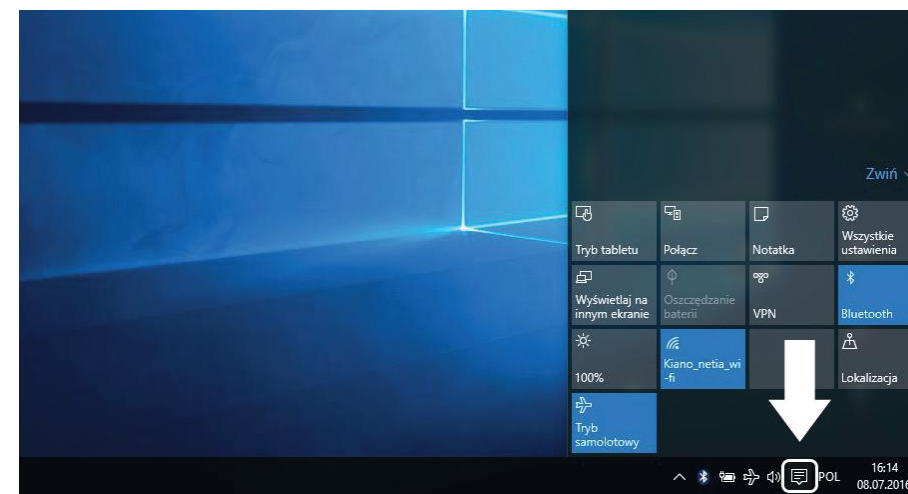 Zwiń
Tryb tabletu
Połącz
Notatka
Wszystkie
ustawienia
Wyświetlaj na
innym ekranie
Oszczędzanie
baterii
VPN
Bluetooth
100%
Kiano_netia_wi
-fi
Lokalizacja
Tryb
samolotowy
POL
16:14
08.07.2016